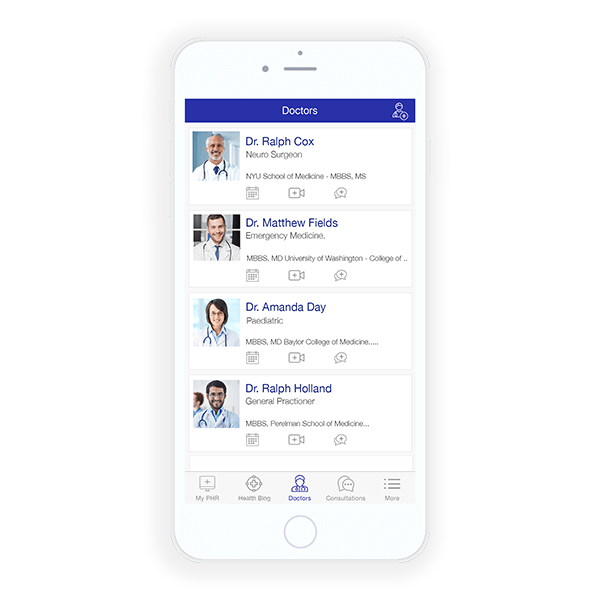 Doctors
Dr. Ralph Cox
Neuro Surgeon
NYU School of Medicine - MBBS, MS
Dr. Matthew Fields
Emergency Medicine.
MBBS, MD University of Washington - College of ..
Dr. Amanda Day
Paediatric
MBBS, MD Baylor College of Medicine.....
Dr. Ralph Holland
General Practioner
MBBS, Perelman School of Medicine...
My PHR
Health Blog
Doctors
Consultations
More